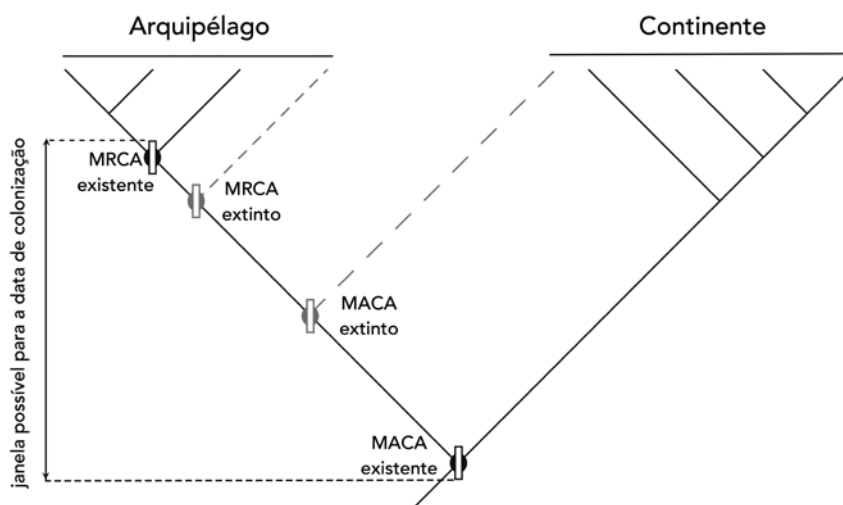 Arquipélago
Continente
janela possível para a data de colonização
MRCA
existente
MRCA
extinto
MACA
extinto
MACA
existente